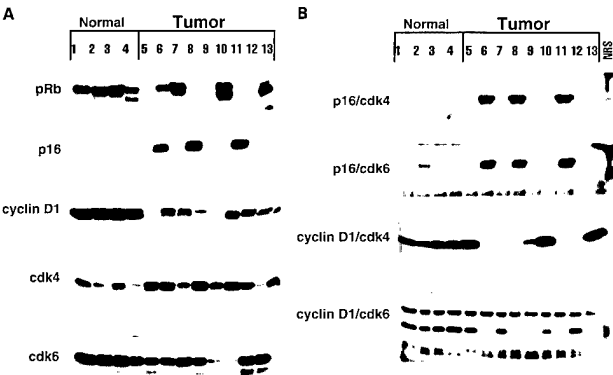 A
Normal Tumor
1 2 3 4 5 6 7 8 9 10 11 12 13
pRb
p16
cyclin D1
cdk4
cdk6
B
Normal Tumor
1 2 3 4 5 6 7 8 9 10 11 12 13 NRS
p16/cdk4
p16/cdk6
cyclin D1/cdk4
cyclin D1/cdk6